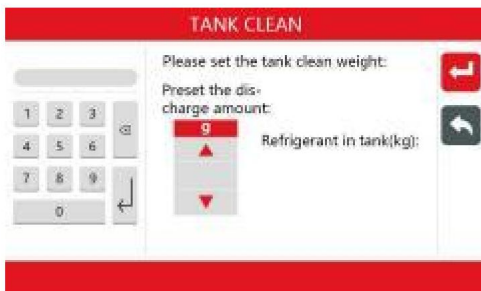 TANK CLEAN
Please set the tank clean weight:
Preset the dis-
charge amount:
g
Refrigerant in tank(kg):
1 2 3
4 5 6
7 8 9
0